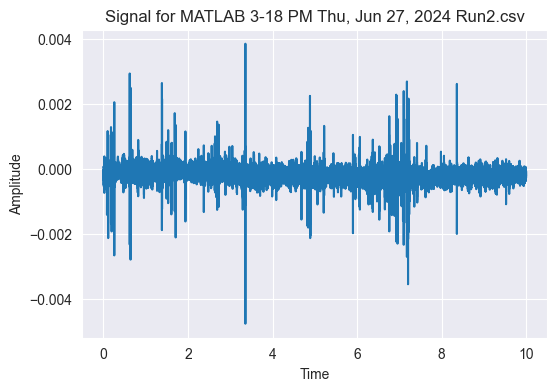 Signal for MATLAB 3-18 PM Thu, Jun 27, 2024 Run2.csv
0.004
0.002
0.000
−0.002
−0.004
Amplitude
0 2 4 6 8 10
Time